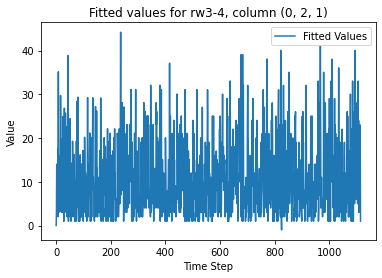 Fitted values for rw3-4, column (0, 2, 1)
Fitted Values
Value
40
30
20
10
0
0
200
400
600
800
1000
Time Step